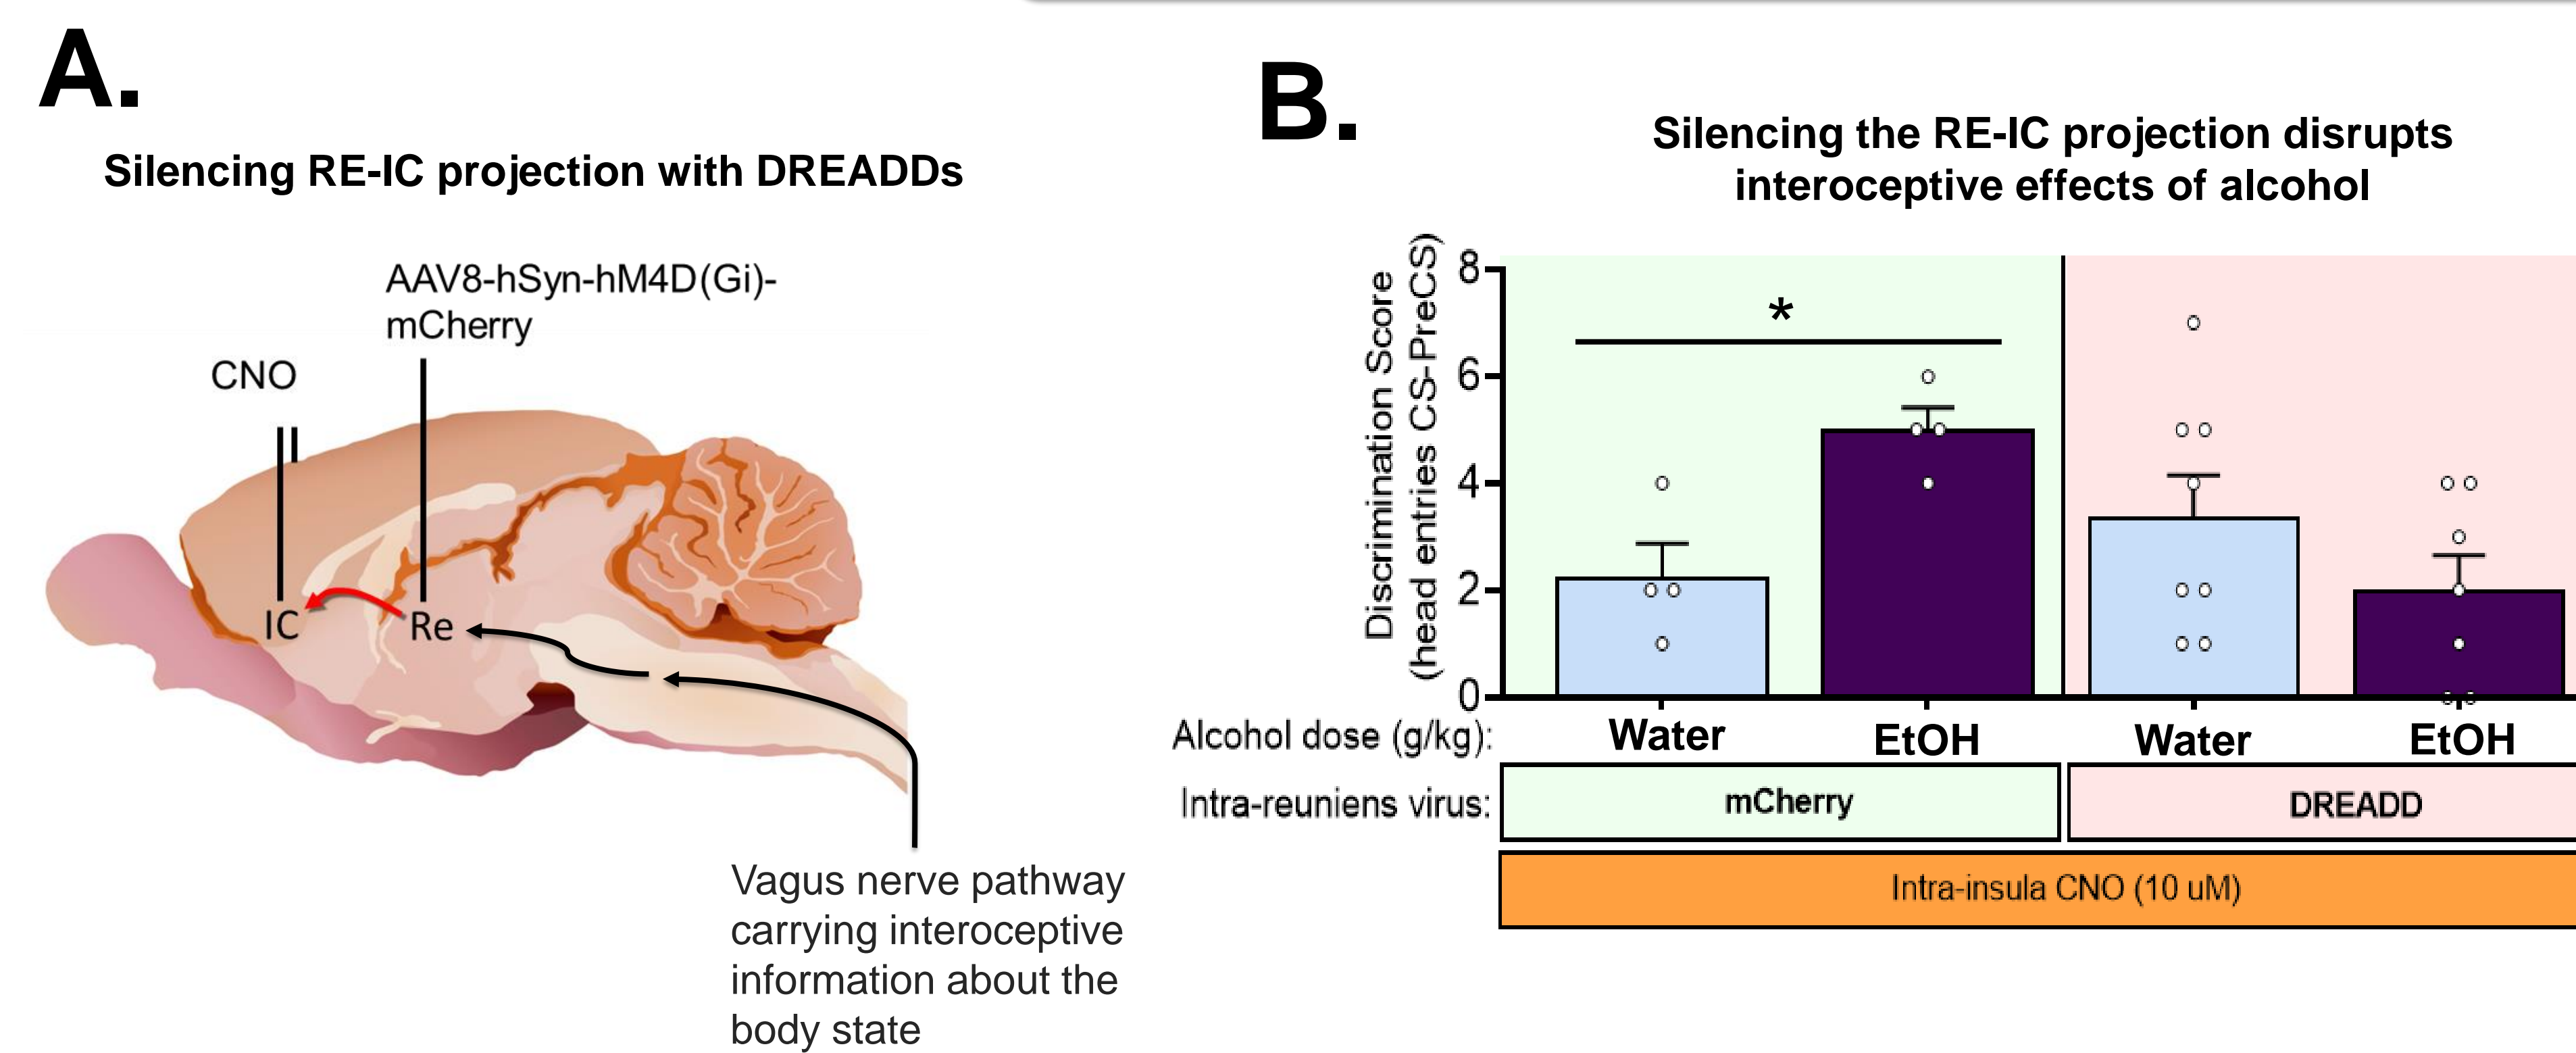 A.
Silencing RE-IC projection with DREADDs
AAV8-hSyn-hM4D(Gi)-
mCherry
CNO
IC
Re
Vagus nerve pathway
carrying interoceptive
information about the
body state
B.
Silencing the RE-IC projection disrupts
interoceptive effects of alcohol
Discrimination Score
(head entries CS-PreCS)
8
6
4
2
0
*
Alcohol dose (g/kg):
Water
EtOH
Water
EtOH
Intra-reuniens virus:
mCherry
DREADD
Intra-insula CNO (10 uM)